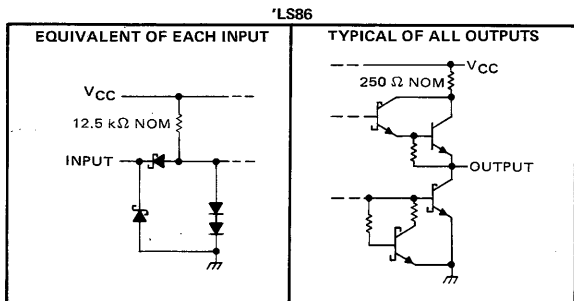 'LS86
EQUIVALENT OF EACH INPUT
VCC
12.5 kΩ NOM
INPUT
TYPICAL OF ALL OUTPUTS
VCC
250 Ω NOM
OUTPUT